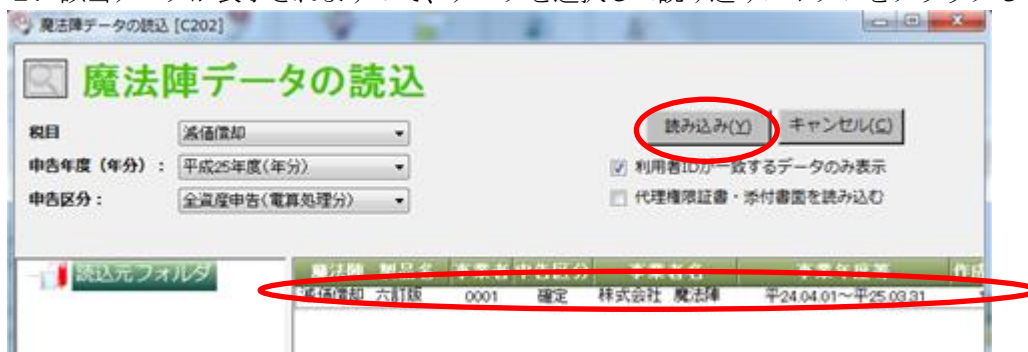 魔法陣データの読込 [C202]
魔法陣データの読込
読み込み(Y) キャンセル(C)
税目 減価償却
申告年度(年分): 平成25年度(年分)
利用者IDが一致するデータのみ表示
申告区分: 全資産申告(電算処理分)
代理権限証書・添付書面を読み込む
読込元フォルダ
魔法陣 製品名 事業者 申告区分 事業者名 事業年度等
減価償却 六訂版 0001 確定 株式会社 魔法陣 平24.04.01~平25.03.31